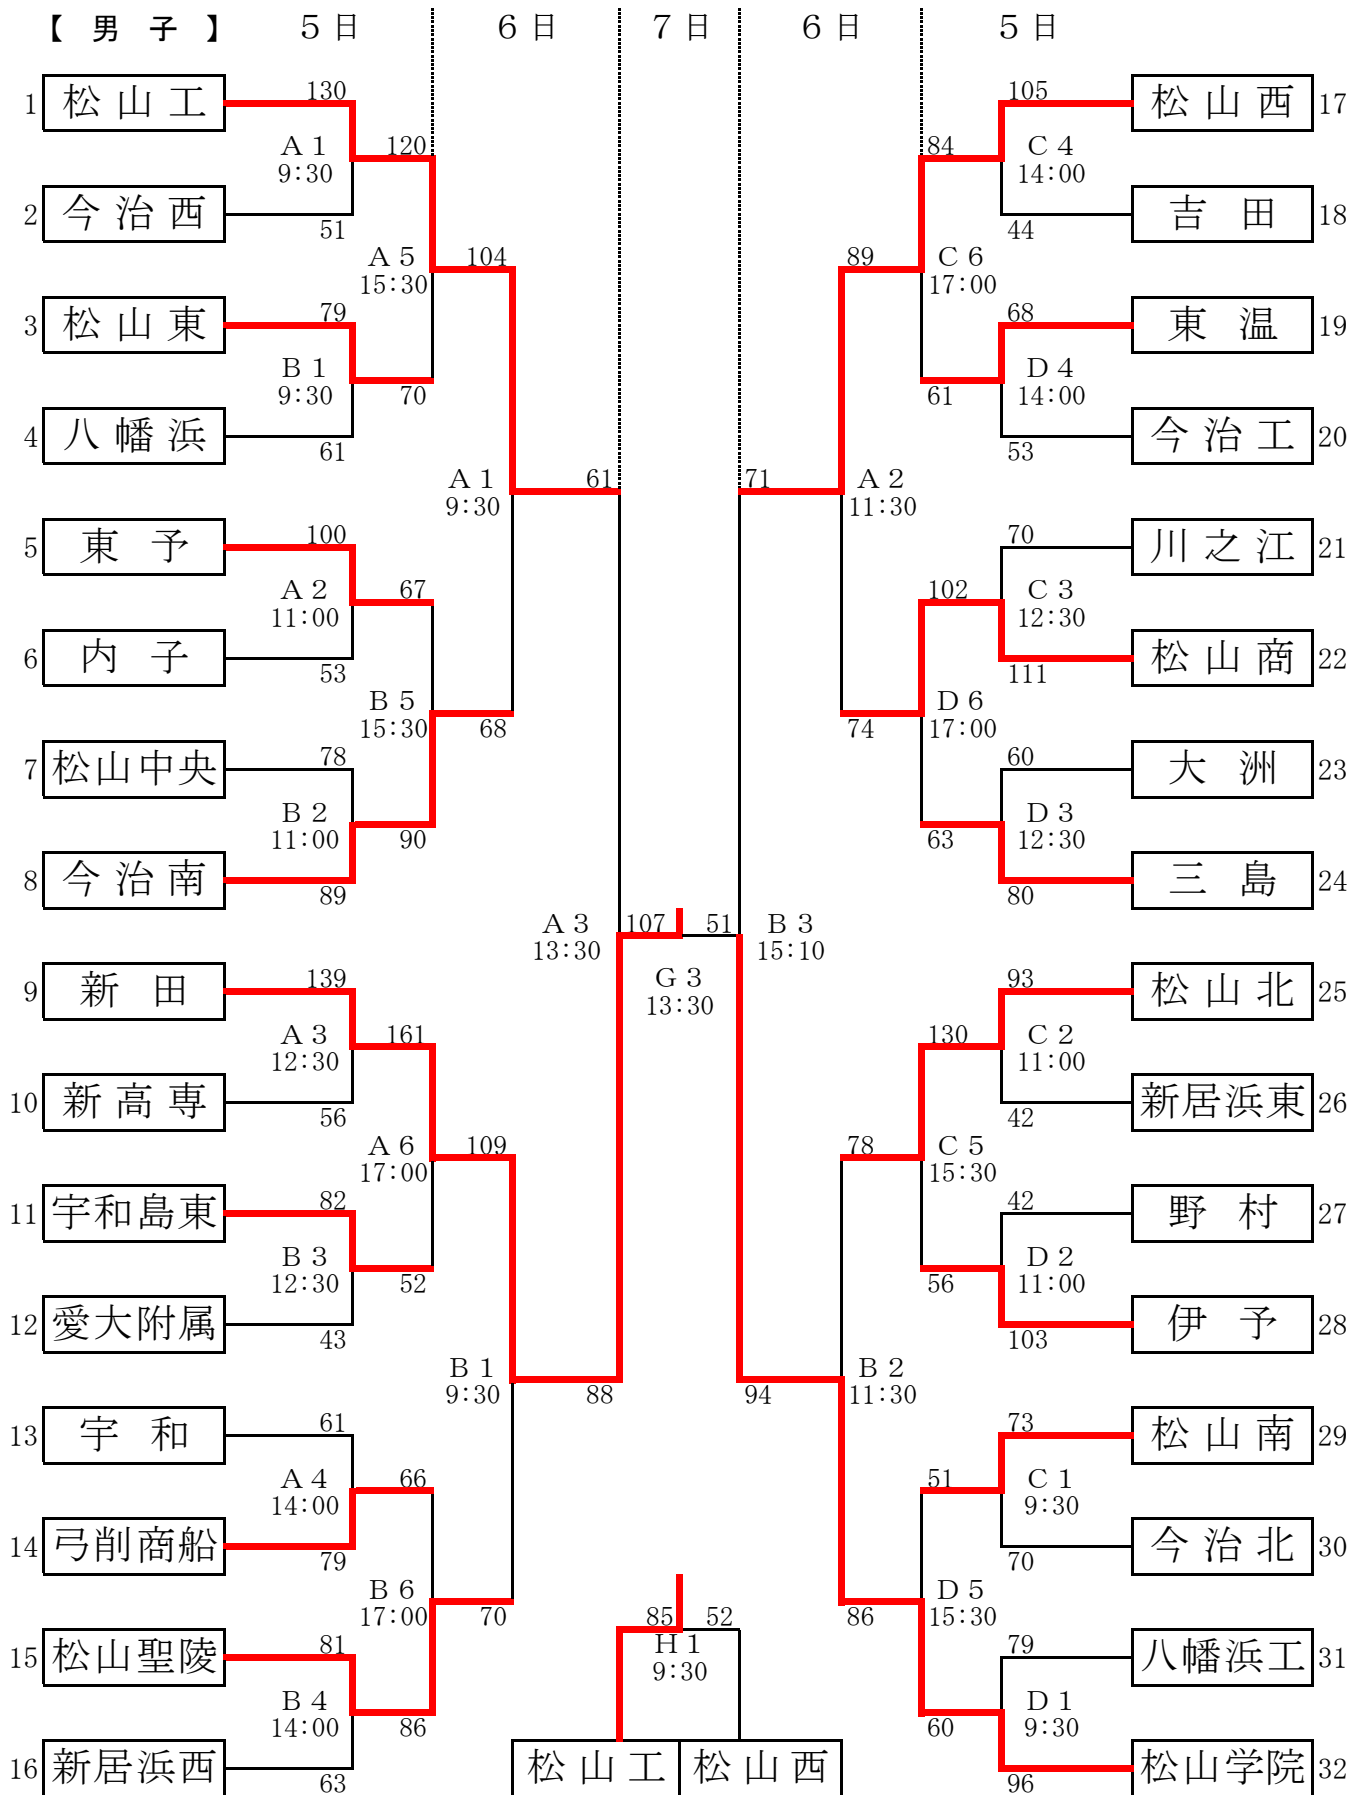 【 男 子 】 ５日 ６日 ７日 ６日 ５日
1 松山工 130 105 松山西 17
A１ 120 84 C４
9:30 14:00
2 今治西 51 44 吉田 18
A５ 104 89 C６
15:30 17:00
3 松山東 79 68 東温 19
B１ 70 61 D４
9:30 14:00
4 八幡浜 61 53 今治工 20
A１ 61 71 A２
9:30 11:30
5 東予 100 70 川之江 21
A２ 67 102 C３
11:00 12:30
6 内子 53 111 松山商 22
B５ 68 74 D６
15:30 17:00
7 松山中央 78 60 大洲 23
B２ 90 63 D３
11:00 12:30
8 今治南 89 80 三島 24
A３ 107 51 B３
13:30 15:10
G３
13:30
9 新田 139 93 松山北 25
A３ 161 130 C２
12:30 11:00
10 新高専 56 42 新居浜東 26
A６ 109 78 C５
17:00 15:30
11 宇和島東 82 42 野村 27
B３ 52 56 D２
12:30 11:00
12 愛大附属 43 103 伊予 28
B１ 88 94 B２
9:30 11:30
13 宇和 61 73 松山南 29
A４ 66 51 C１
14:00 9:30
14 弓削商船 79 70 今治北 30
B６ 70 86 D５
17:00 15:30
85 52
H１
9:30
15 松山聖陵 81 79 八幡浜工 31
B４ 86 60 D１
14:00 9:30
16 新居浜西 63 松山工 松山西 96 松山学院 32